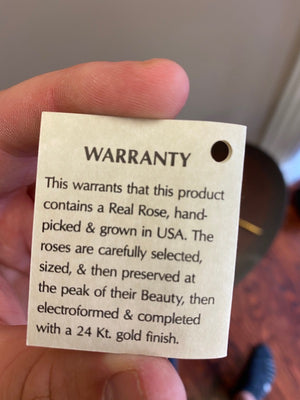 WARRANTY
This warrants that this product
contains a Real Rose, hand-
picked & grown in USA. The
roses are carefully selected,
sized, & then preserved at
the peak of their Beauty, then
electroformed & completed
with a 24 Kt. gold finish.